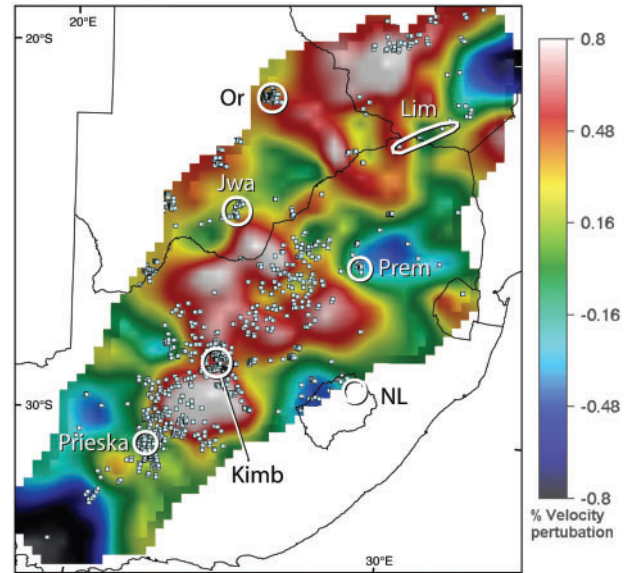 20°E
20°S
0.8
Or
Lim
0.48
Jwa
0.16
Prem
-0.16
-0.48
30°S
NL
Prieska
Kimb
-0.8
% Velocity
pertubation
30°E